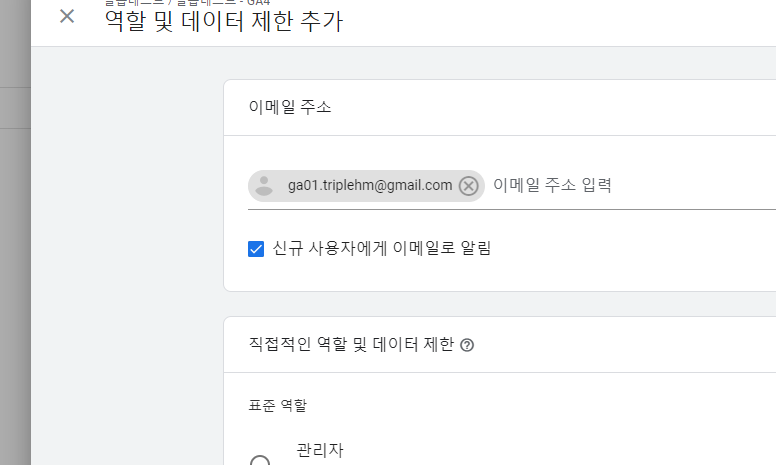 - GA4
역할 및 데이터 제한 추가
이메일 주소
ga01.triplehm@gmail.com 이메일 주소 입력
신규 사용자에게 이메일로 알림
직접적인 역할 및 데이터 제한
표준 역할
관리자